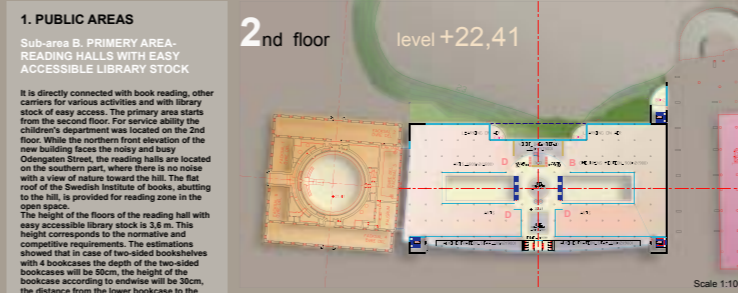 1. PUBLIC AREAS
Sub-area B. PRIMERY AREA-
READING HALLS WITH EASY
ACCESSIBLE LIBRARY STOCK
It is directly connected with book reading, other
carriers for various activities and with library
stock of easy access. The primary area starts
from the second floor. For service ability the
children's department was located on the 2nd
floor. While the northern front elevation of the
new building faces the noisy and busy
Odengaten Street, the reading halls are located
on the southern part, where there is no noise
with a view of nature toward the hill. The flat
roof of the Swedish Institute of books, abutting
to the hill, is provided for reading zone in the
open space.
The height of the floors of the reading hall with
easy accessible library stock is 3,6 m. This
height corresponds to the normative and
competitive requirements. The estimations
showed that in case of two-sided bookshelves
with 4 bookcases the depth of the two-sided
bookcases will be 50cm, the height of the
bookcase according to endwise will be 30cm,
the distance from the lower bookcase to the
2nd floor
level +22,41
D
B
D
D
Scale 1:10